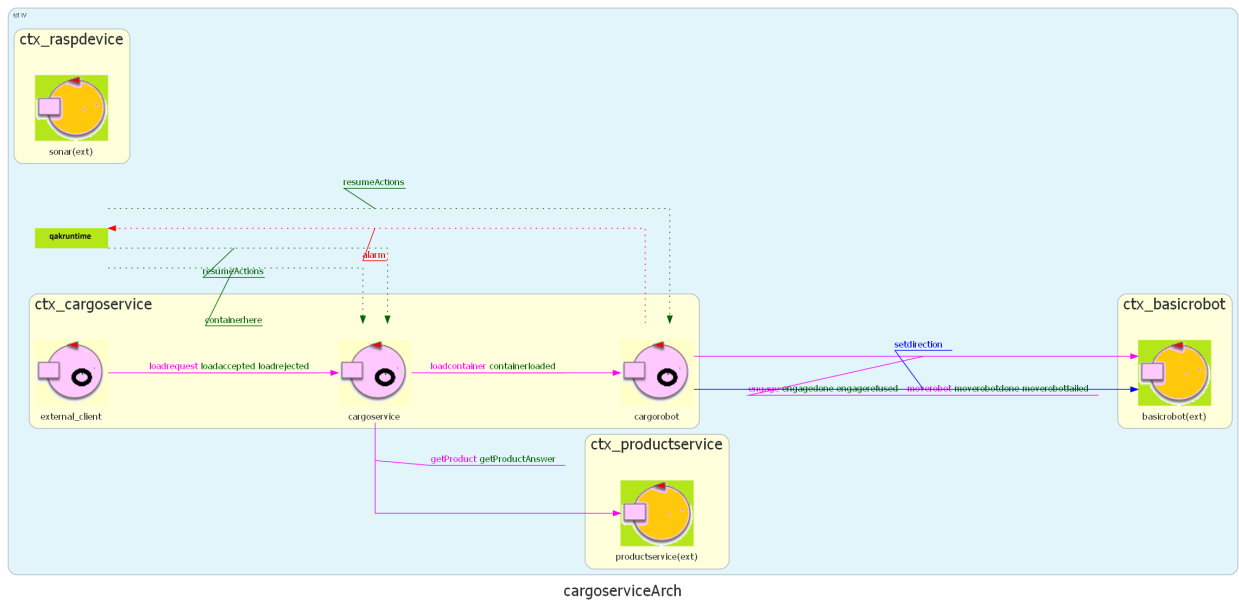 env
ctx_raspdevice
sonar(ext)
resumeActions
qakruntime
alarm
resumeActions
containerhere
ctx_cargoservice
ctx_basicrobot
setdirection
loadrequest loadaccepted loadrejected
loadcontainer containerloaded
engage engagedone engagerefused moverobot moverobotdone moverobotfailed
external_client
cargoservice
cargorobot
basicrobot(ext)
ctx_productservice
getProduct getProductAnswer
productservice(ext)
cargoserviceArch